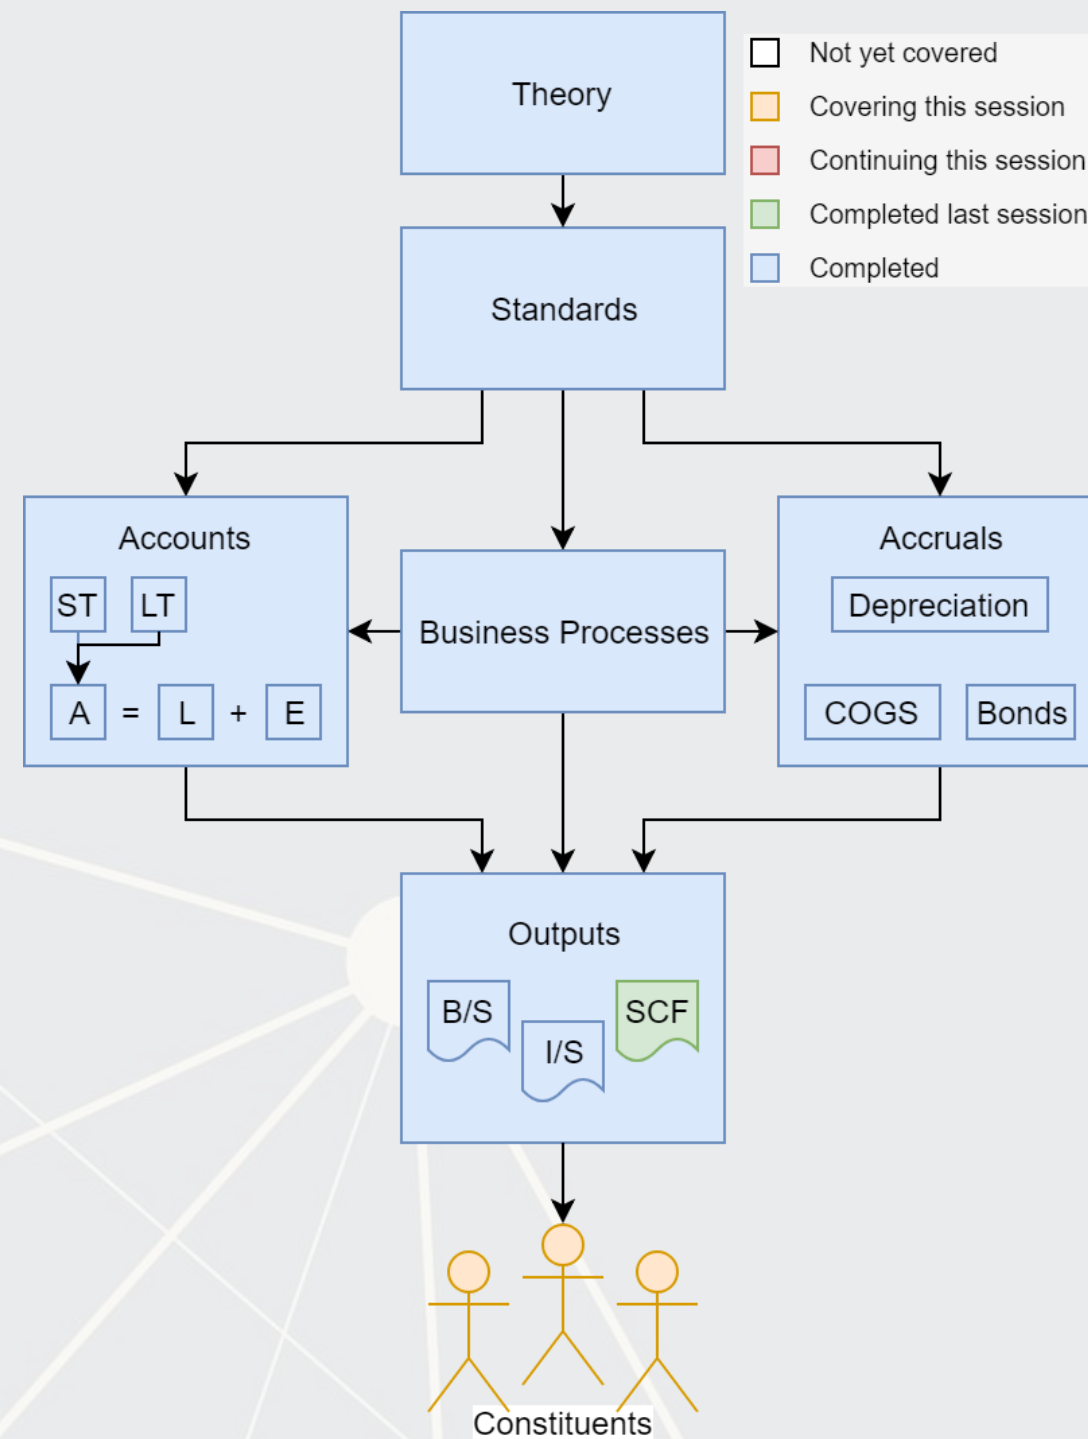 Theory
Not yet covered
Covering this session
Continuing this session
Completed last session
Completed
Standards
Accounts
ST LT
A = L + E
Business Processes
Accruals
Depreciation
COGS Bonds
Outputs
B/S
I/S
SCF
Constituents